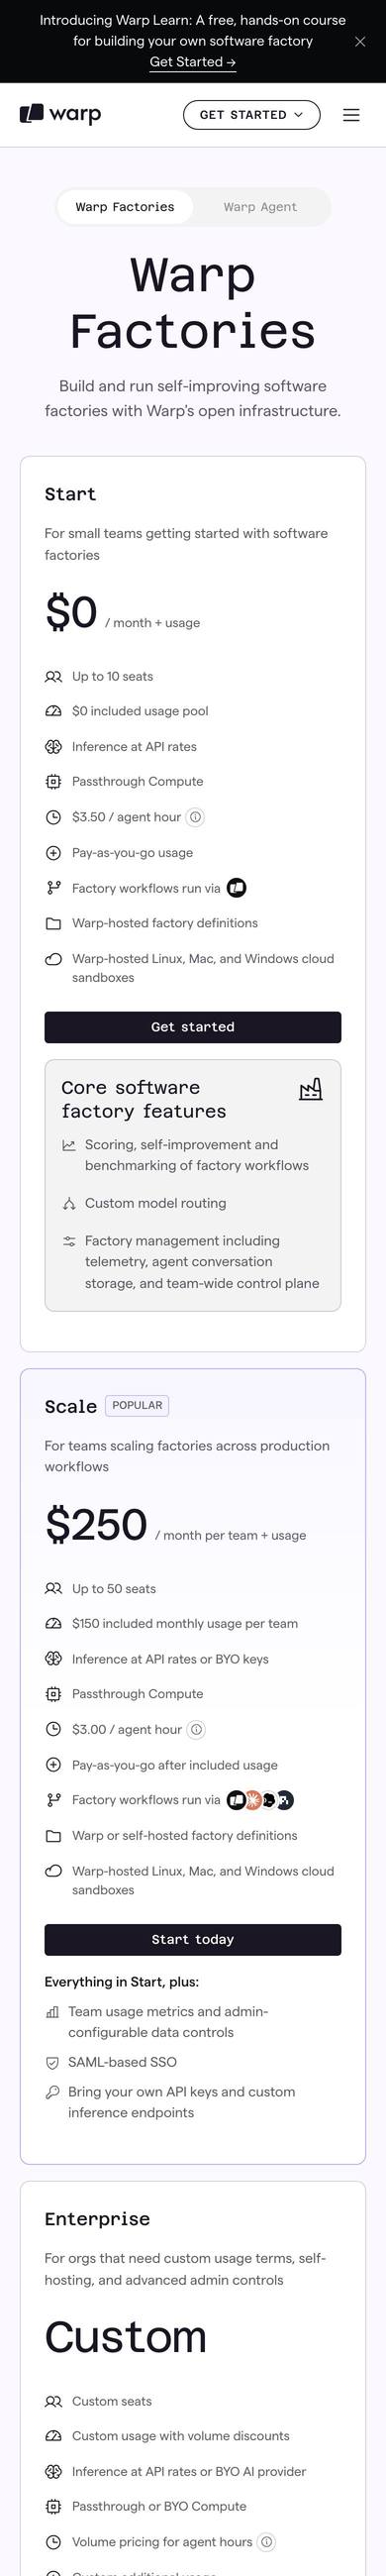 Introducing Warp Learn: A free, hands-on course
for building your own software factory
Get Started →
warp
GET STARTED
Warp Factories
Warp Agent
Warp
Factories
Build and run self-improving software
factories with Warp's open infrastructure.
Start
For small teams getting started with software
factories
$0 / month + usage
Up to 10 seats
$0 included usage pool
Inference at API rates
Passthrough Compute
$3.50 / agent hour
Pay-as-you-go usage
Factory workflows run via
Warp-hosted factory definitions
Warp-hosted Linux, Mac, and Windows cloud
sandboxes
Get started
Core software
factory features
Scoring, self-improvement and
benchmarking of factory workflows
Custom model routing
Factory management including
telemetry, agent conversation
storage, and team-wide control plane
Scale POPULAR
For teams scaling factories across production
workflows
$250 / month per team + usage
Up to 50 seats
$150 included monthly usage per team
Inference at API rates or BYO keys
Passthrough Compute
$3.00 / agent hour
Pay-as-you-go after included usage
Factory workflows run via
Warp or self-hosted factory definitions
Warp-hosted Linux, Mac, and Windows cloud
sandboxes
Start today
Everything in Start, plus:
Team usage metrics and admin-
configurable data controls
SAML-based SSO
Bring your own API keys and custom
inference endpoints
Enterprise
For orgs that need custom usage terms, self-
hosting, and advanced admin controls
Custom
Custom seats
Custom usage with volume discounts
Inference at API rates or BYO AI provider
Passthrough or BYO Compute
Volume pricing for agent hours